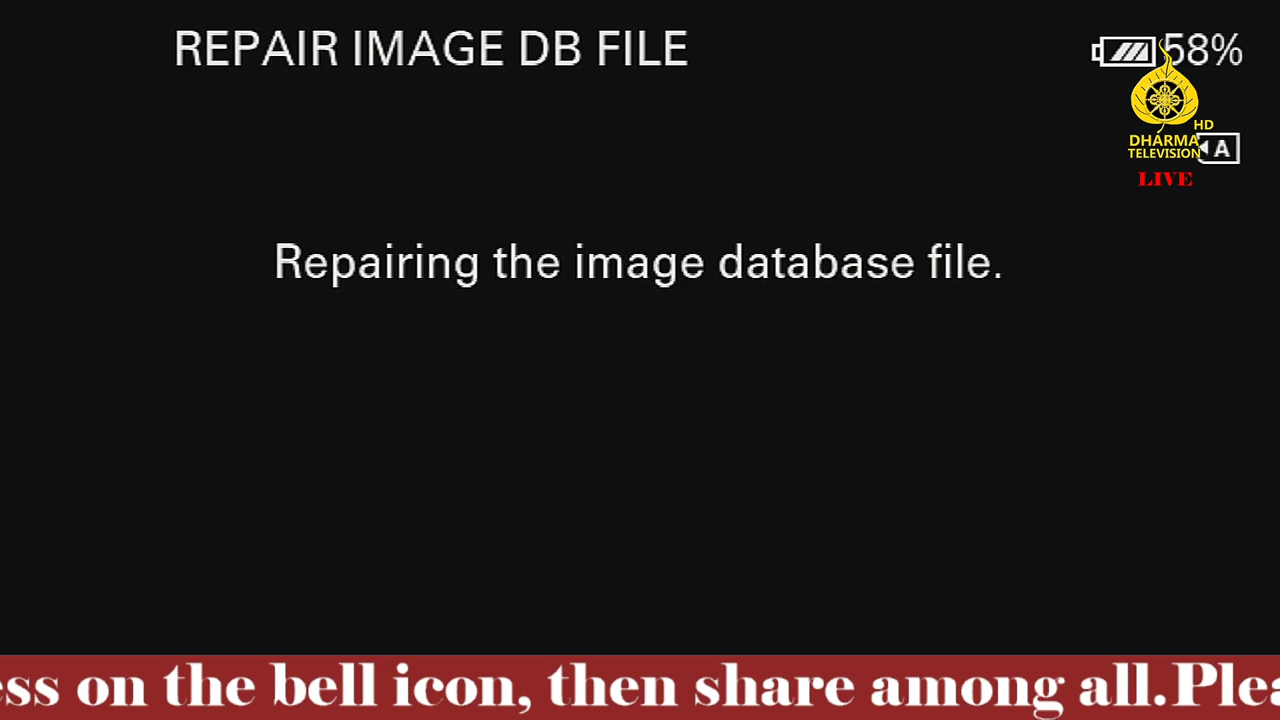 REPAIR IMAGE DB FILE
58%
HD
DHARMA
TELEVISION
A
LIVE
Repairing the image database file.
ess on the bell icon, then share among all.Plea